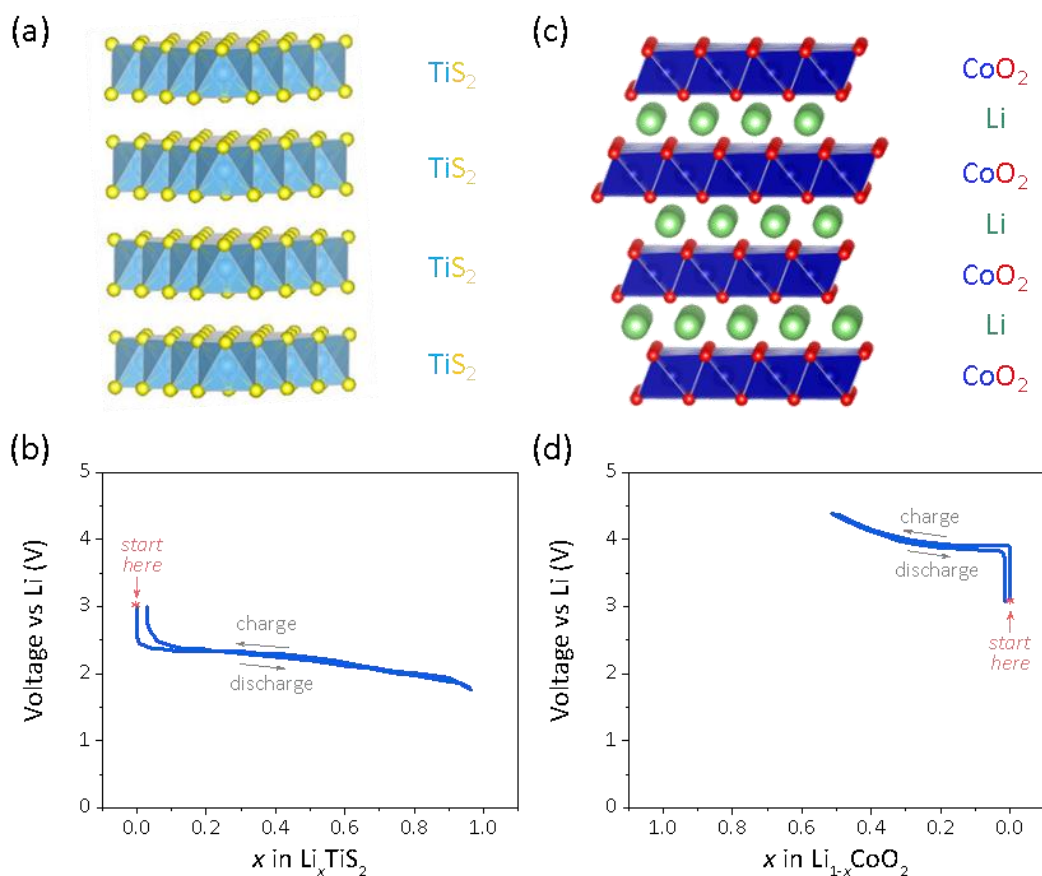 (a)
TiS₂
TiS₂
TiS₂
TiS₂
(c)
CoO₂
Li
CoO₂
Li
CoO₂
Li
CoO₂
(b)
Voltage vs Li (V)
5
4
3
2
1
0
start
here
charge
discharge
0.0 0.2 0.4 0.6 0.8 1.0
x in LiₓTiS₂
(d)
Voltage vs Li (V)
5
4
3
2
1
0
charge
discharge
start
here
1.0 0.8 0.6 0.4 0.2 0.0
x in Li₁₋ₓCoO₂